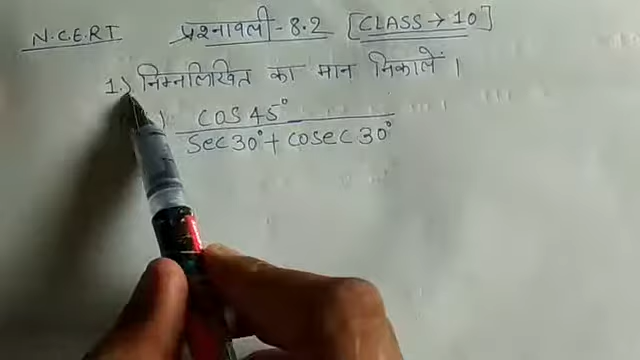 N.C.E.R.T प्रश्नावली - 8.2 [CLASS → 10]
1.) निम्नलिखित का मान निकालें ।
) cos 45°
sec 30° + cosec 30°